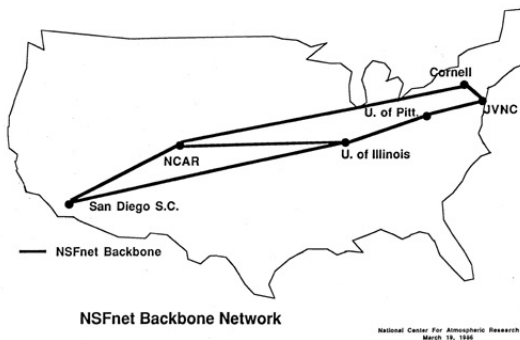 Cornell
U. of Pitt.
JVNC
NCAR
U. of Illinois
San Diego S.C.
NSFnet Backbone
NSFnet Backbone Network
National Center For Atmospheric Research
March 19, 1986